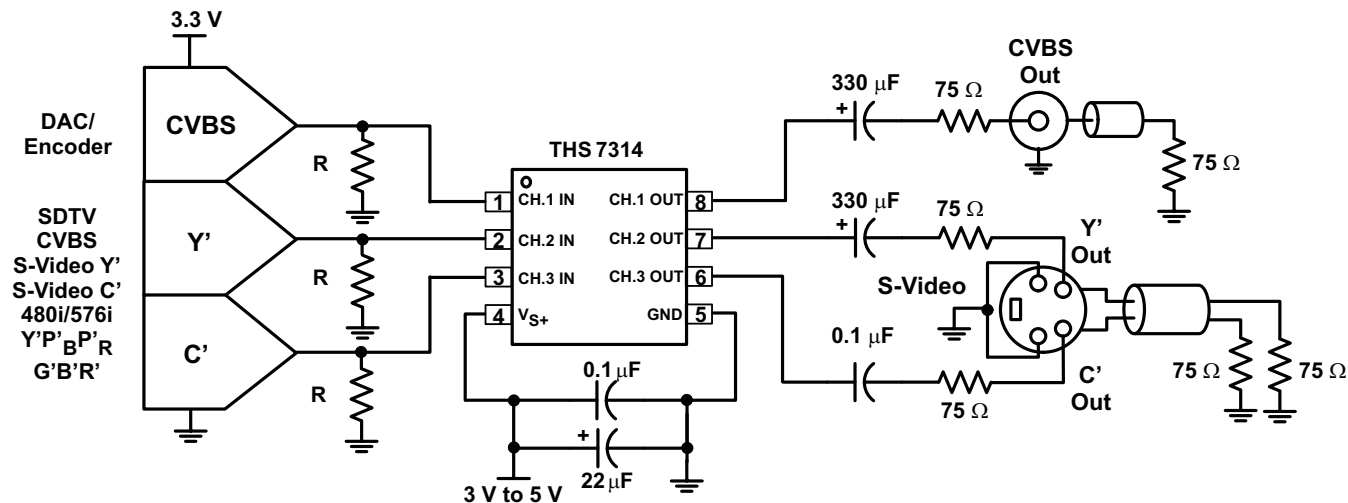 3.3 V
DAC/
Encoder
SDTV
CVBS
S-Video Y'
S-Video C'
480i/576i
Y'P'BP'R
G'B'R'
CVBS
Y'
C'
R
R
R
THS 7314
1
CH.1 IN
CH.1 OUT
8
2
CH.2 IN
CH.2 OUT
7
3
CH.3 IN
CH.3 OUT
6
4
VS+
GND
5
0.1 µF
+
22 µF
3 V to 5 V
330 µF
+
75 Ω
CVBS
Out
75 Ω
330 µF
+
75 Ω
Y'
Out
S-Video
0.1 µF
75 Ω
C'
Out
75 Ω
75 Ω